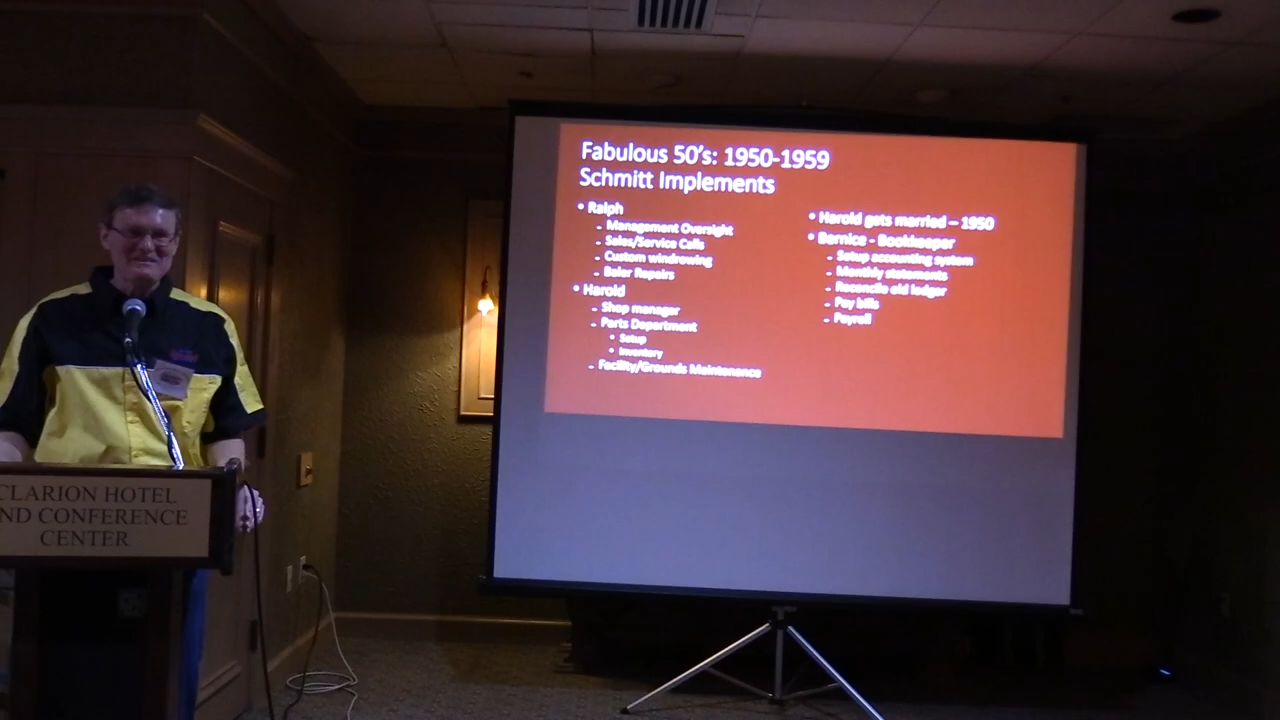 Fabulous 50's: 1950-1959
Schmitt Implements
• Ralph
- Management Oversight
- Sales/Service Calls
- Custom windrowing
- Baler Repairs
• Harold
- Shop manager
- Parts Department
• Setup
• Inventory
- Facility/Grounds Maintenance
• Harold gets married – 1950
• Bernice - Bookkeeper
- Setup accounting system
- Monthly statements
- Reconcile old ledger
- Pay bills
- Payroll
CLARION HOTEL
ND CONFERENCE
CENTER